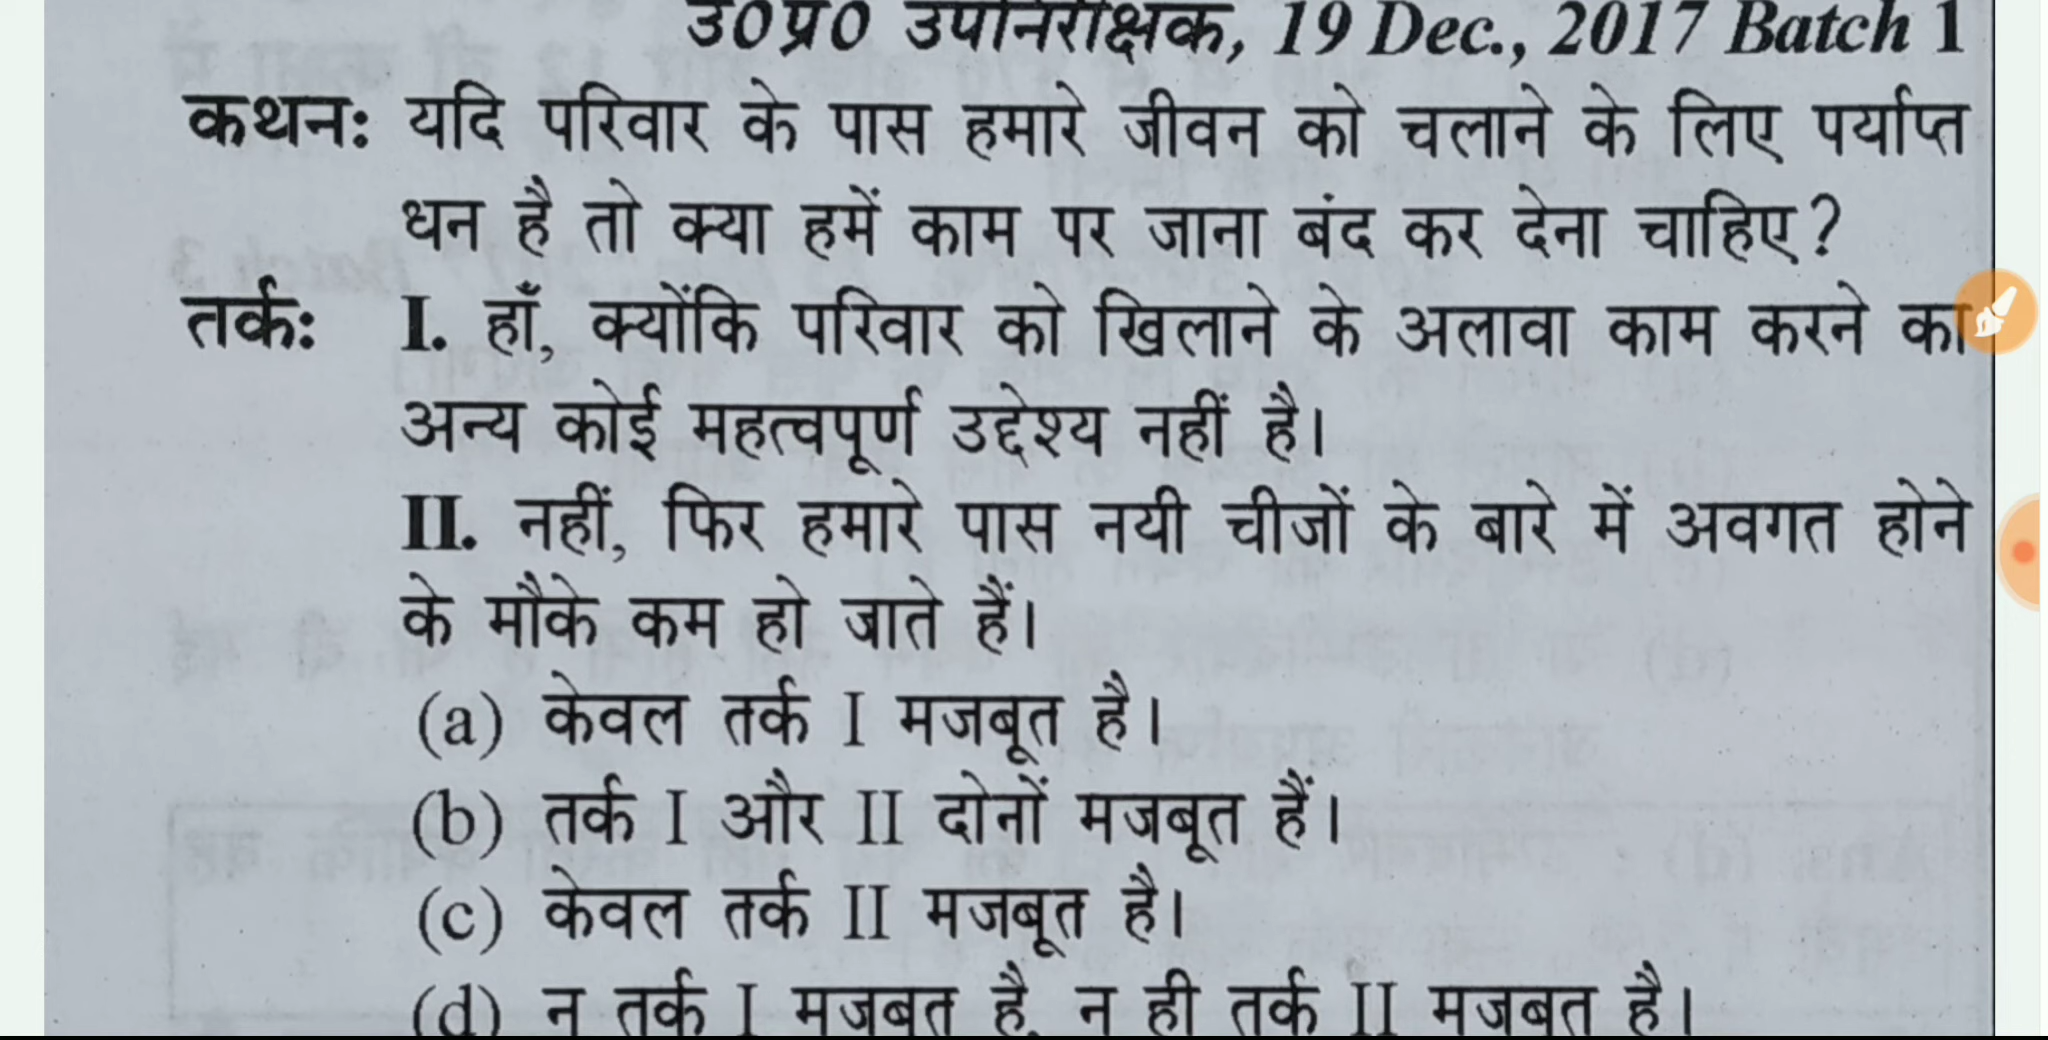 उ0प्र0 उपनिरीक्षक, 19 Dec., 2017 Batch 1
कथन: यदि परिवार के पास हमारे जीवन को चलाने के लिए पर्याप्त
धन है तो क्या हमें काम पर जाना बंद कर देना चाहिए?
तर्क: I. हाँ, क्योंकि परिवार को खिलाने के अलावा काम करने का
अन्य कोई महत्वपूर्ण उद्देश्य नहीं है।
II. नहीं, फिर हमारे पास नयी चीजों के बारे में अवगत होने
के मौके कम हो जाते हैं।
(a) केवल तर्क I मजबूत है।
(b) तर्क I और II दोनों मजबूत हैं।
(c) केवल तर्क II मजबूत है।
(d) न तर्क I मजबूत है, न ही तर्क II मजबूत है।